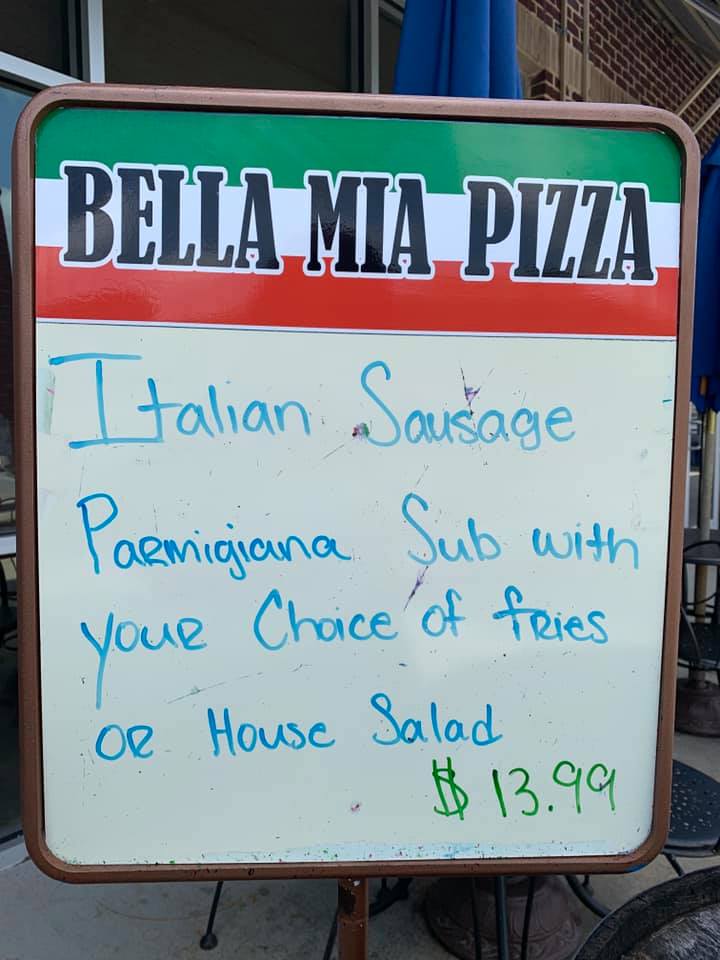 BELLA MIA PIZZA
Italian Sausage
Parmigiana Sub with
your Choice of fries
or House Salad
$ 13.99